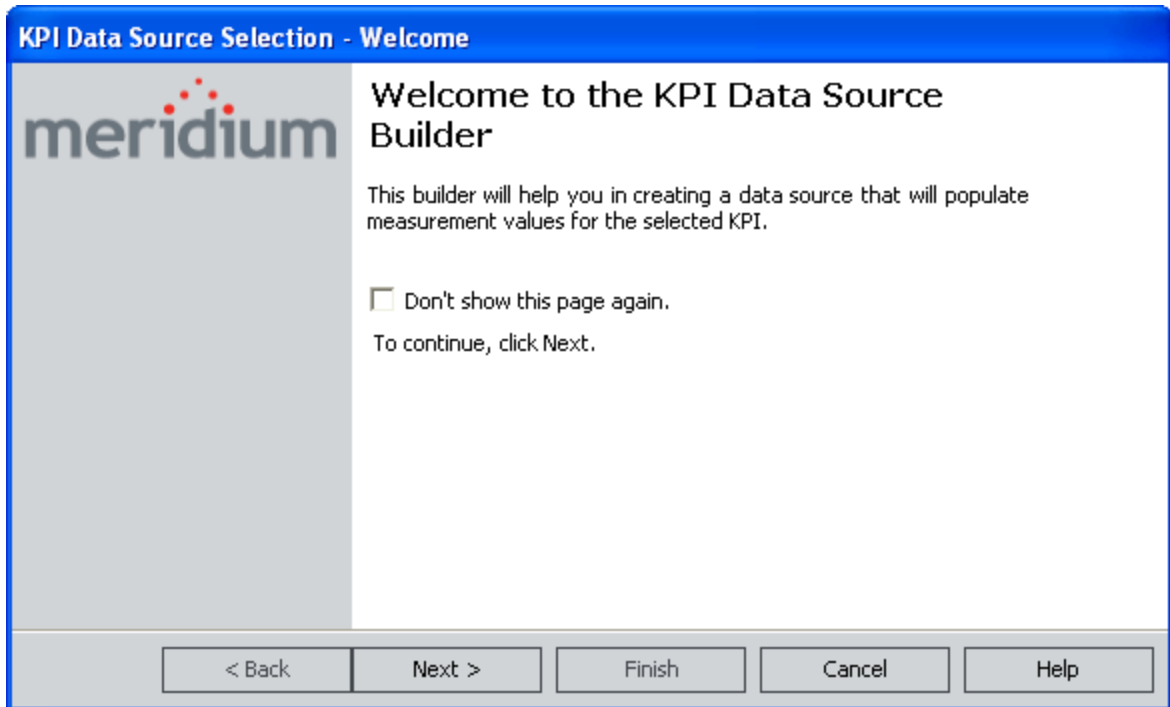 KPI Data Source Selection - Welcome
meridium
Welcome to the KPI Data Source
Builder
This builder will help you in creating a data source that will populate
measurement values for the selected KPI.
Don't show this page again.
To continue, click Next.
< Back
Next >
Finish
Cancel
Help